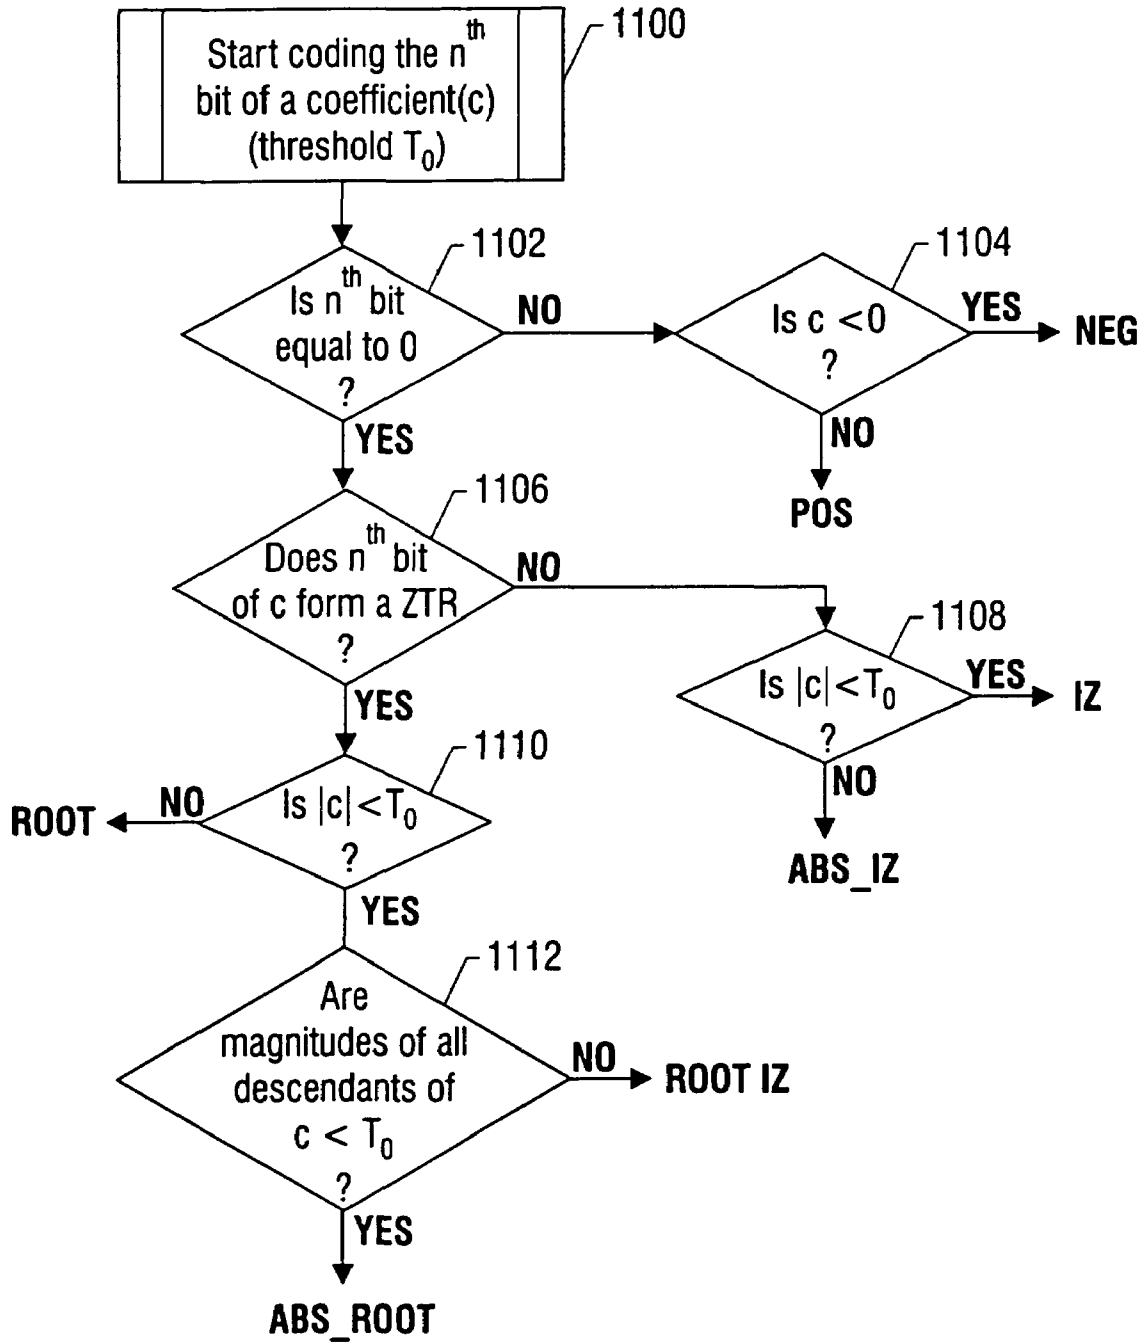 Start coding the nth
bit of a coefficient(c)
(threshold T0)
1100
Is nth bit
equal to 0
?
1102
NO
YES
Is c <0
?
1104
YES
NEG
NO
POS
Does nth bit
of c form a ZTR
?
1106
NO
YES
Is |c|<T0
?
1108
YES
IZ
NO
ABS_IZ
Is |c|<T0
?
1110
NO
ROOT
YES
Are
magnitudes of all
descendants of
c < T0
?
1112
NO
ROOT IZ
YES
ABS_ROOT